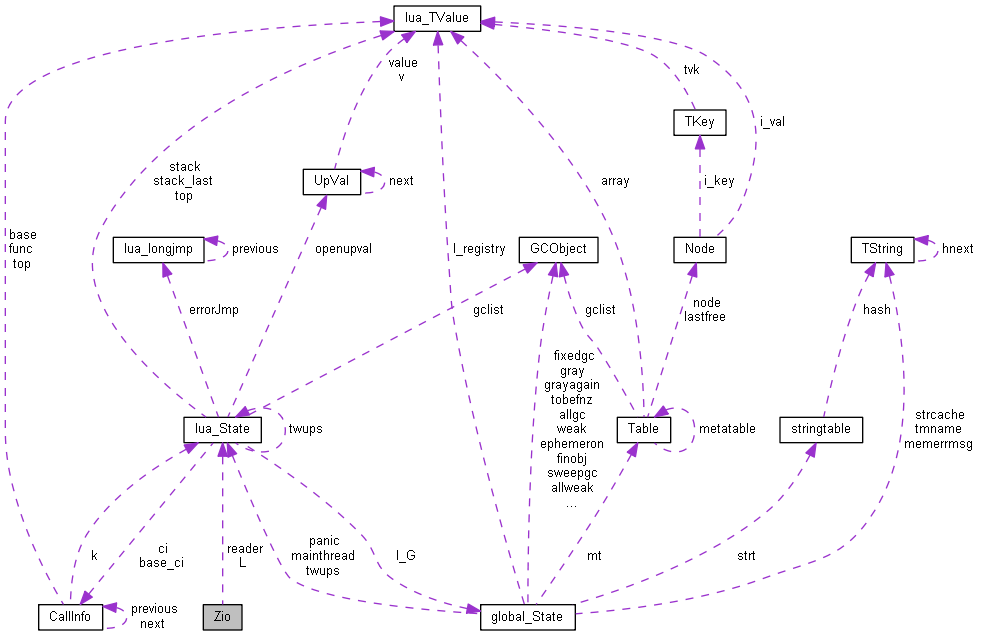 lua_TValue
value
v
tvk
TKey
i_val
stack
stack_last
top
UpVal
next
array
i_key
base
func
top
lua_longjmp
previous
openupval
l_registry
GCObject
Node
TString
hnext
errorJmp
gclist
gclist
node
lastfree
hash
fixedgc
gray
grayagain
tobefnz
allgc
weak
ephemeron
finobj
sweepgc
allweak
...
lua_State
twups
Table
metatable
stringtable
strcache
tmname
memerrmsg
k
ci
base_ci
reader
L
panic
mainthread
twups
l_G
mt
strt
CallInfo
previous
next
Zio
global_State